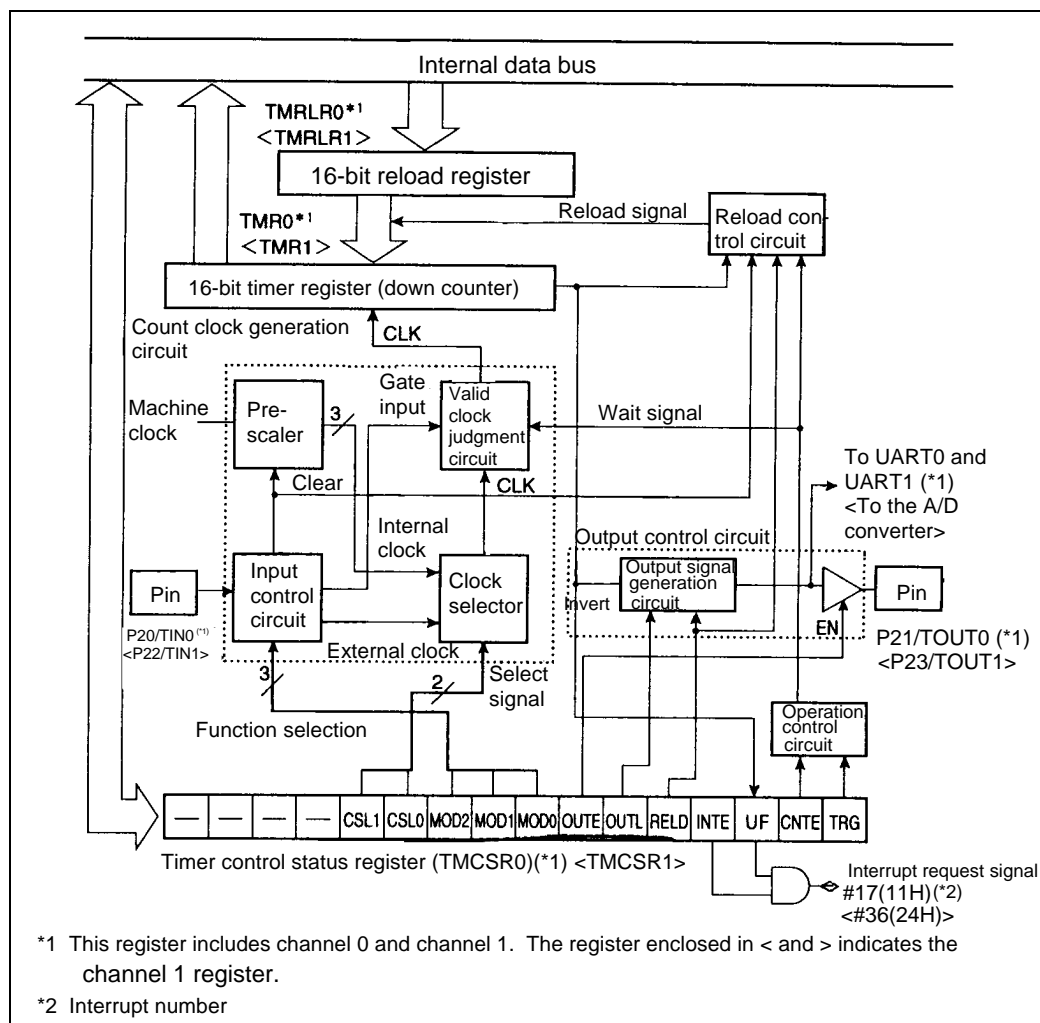 Internal data bus
TMRLR0*1
<TMRLR1>
16-bit reload register
Reload signal
Reload con-
trol circuit
TMR0*1
<TMR1>
16-bit timer register (down counter)
Count clock generation
circuit
CLK
Machine
clock
Pre-
scaler
3
Gate
input
Valid
clock
judgment
circuit
Wait signal
Clear
CLK
To UART0 and
UART1 (*1)
<To the A/D
converter>
Internal
clock
Output control circuit
Pin
Input
control
circuit
Clock
selector
Output signal
generation
circuit
Invert
EN
Pin
P20/TIN0 (*1)
<P22/TIN1>
External clock
P21/TOUT0 (*1)
<P23/TOUT1>
3
2
Select
signal
Function selection
Operation
control
circuit
— — — — CSL1 CSL0 MOD2 MOD1 MOD0 OUTE OUTL RELD INTE UF CNTE TRG
Timer control status register (TMCSR0)(*1) <TMCSR1>
Interrupt request signal
#17(11H)(*2)
<#36(24H)>
*1 This register includes channel 0 and channel 1. The register enclosed in < and > indicates the
channel 1 register.
*2 Interrupt number